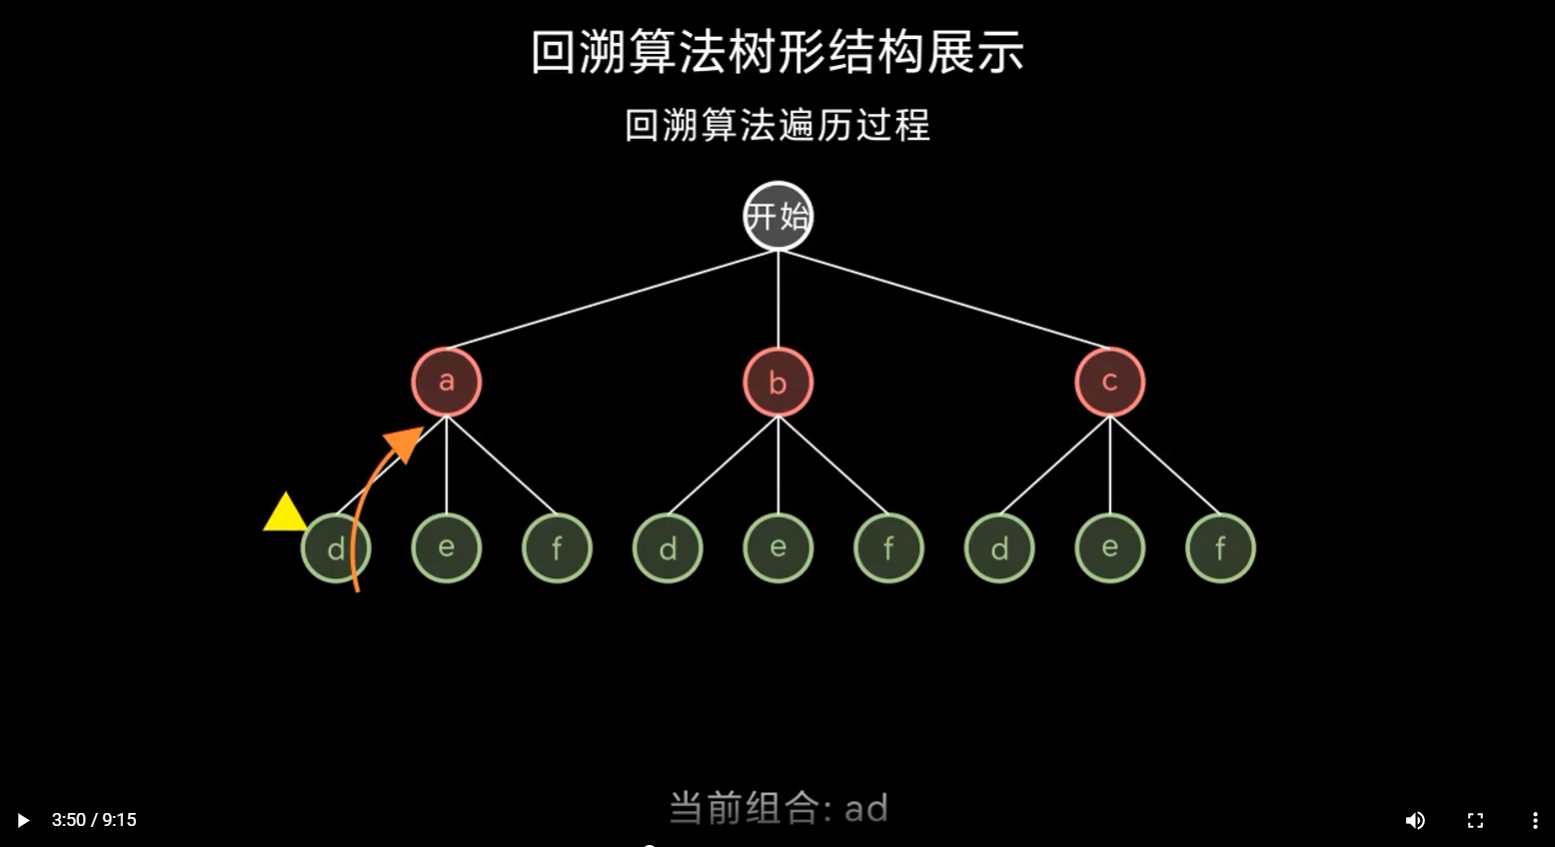 回溯算法树形结构展示
回溯算法遍历过程
开始
a b c
d e f d e f d e f
当前组合: ad
3:50 / 9:15